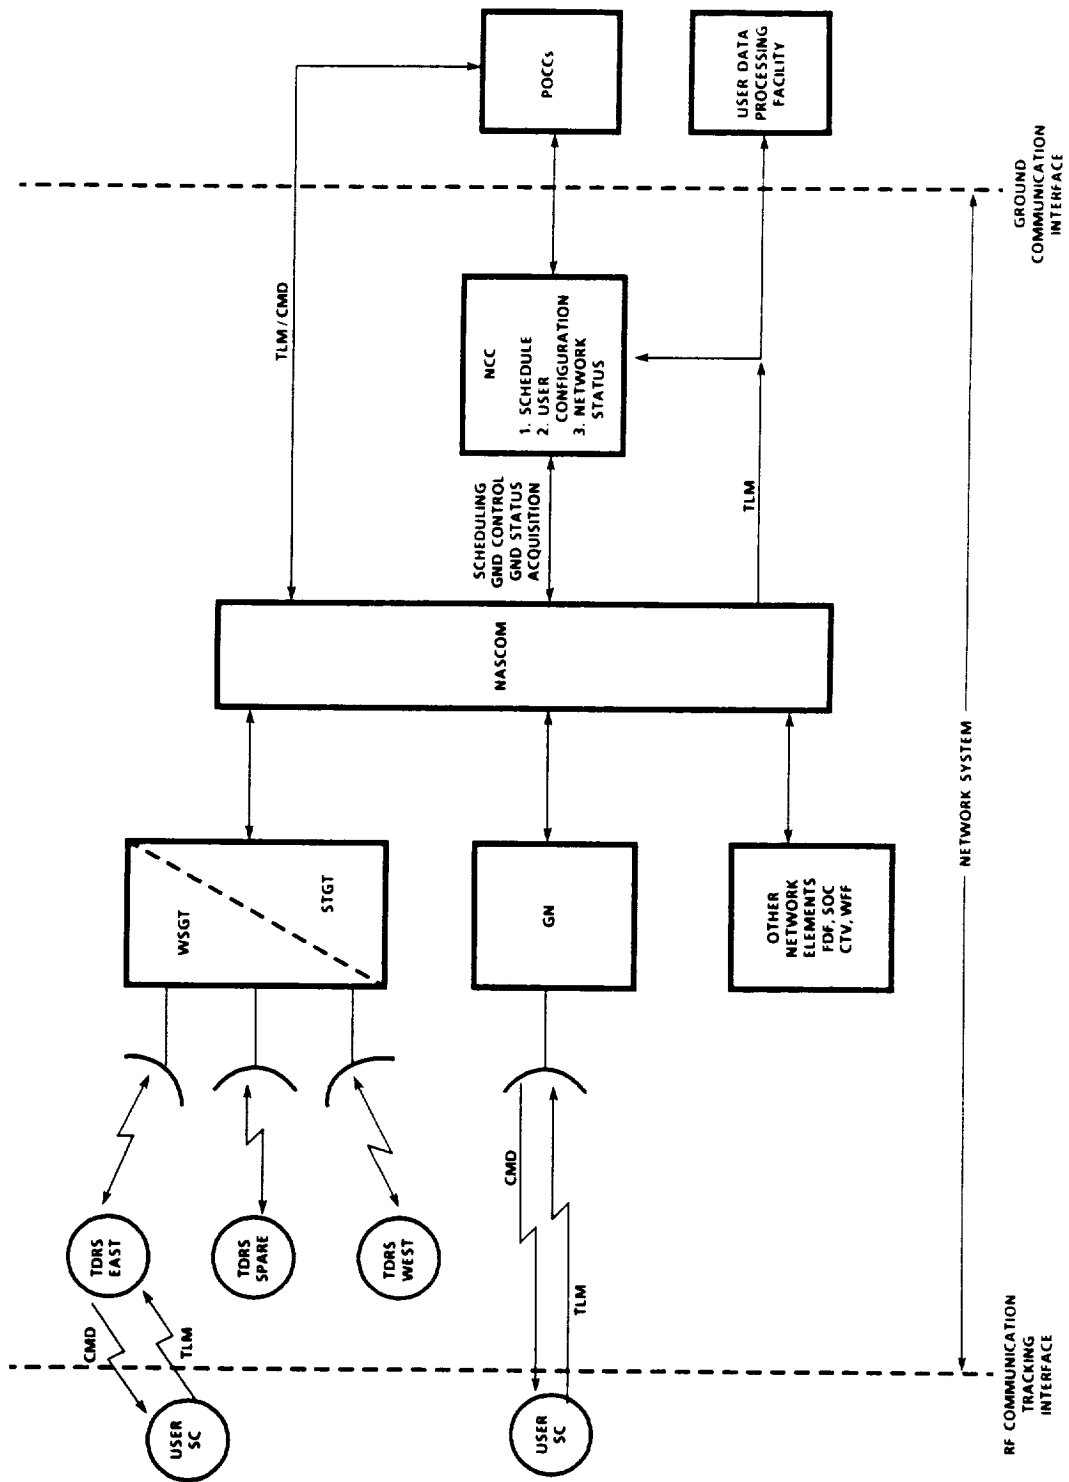 USER
SC
CMD
TLM
TDRS
EAST
TDRS
SPARE
TDRS
WEST
WSGT
STGT
TLM/CMD
POCCs
USER
SC
CMD
TLM
GN
NASCOM
SCHEDULING
GND CONTROL
GND STATUS
ACQUISITION
NCC
1. SCHEDULE
2. USER
CONFIGURATION
3. NETWORK
STATUS
USER DATA
PROCESSING
FACILITY
OTHER
NETWORK
ELEMENTS
FDF, SOC
CTV, WFF
TLM
NETWORK SYSTEM
RF COMMUNICATION
TRACKING
INTERFACE
GROUND
COMMUNICATION
INTERFACE